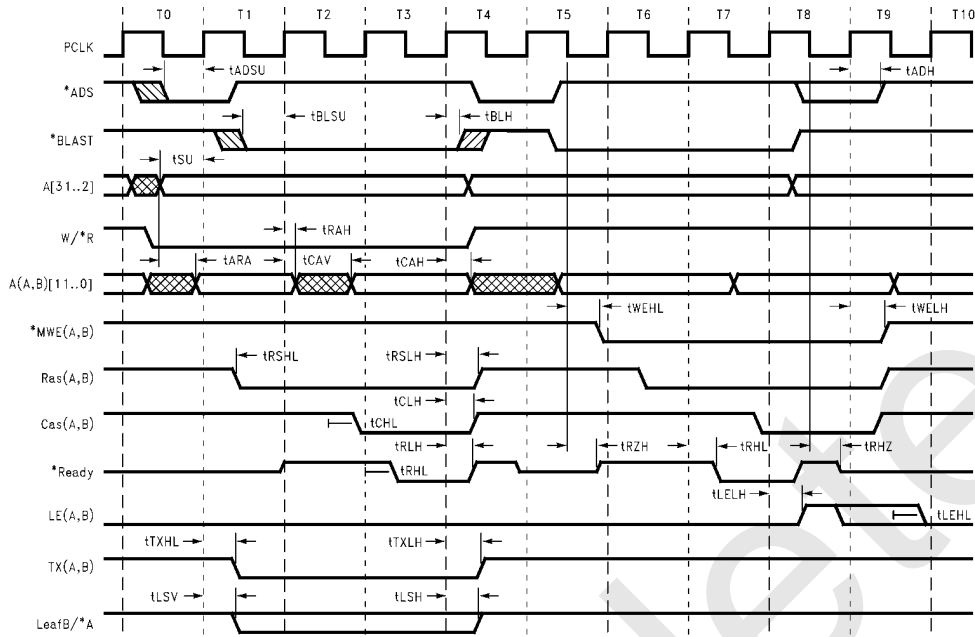 T0 T1 T2 T3 T4 T5 T6 T7 T8 T9 T10
PCLK
tADSU tADH
*ADS
tBLSU tBLH
*BLAST
tSU
A[31..2]
tRAH
W/*R
tARA tCAV tCAH
A(A,B)[11..0]
tWEHL tWELH
*MWE(A,B)
tRSHL tRSLH
Ras(A,B)
tCLH
Cas(A,B) tCHL
tRLH tRZH tRHL tRHZ
*Ready tRHL
tLELH
LE(A,B) tLEHL
tTXHL tTXLH
TX(A,B)
tLSV tLSH
LeafB/*A